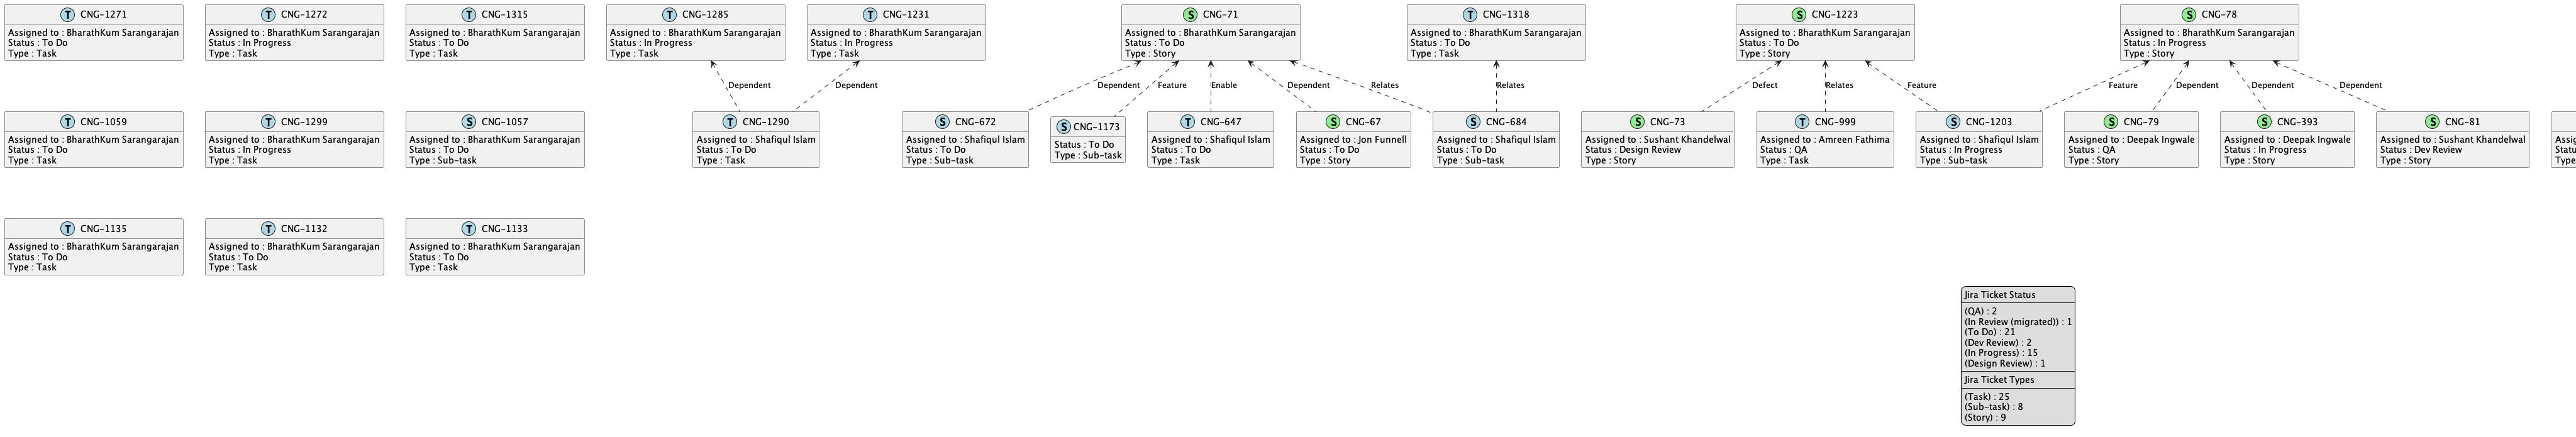 T CNG-1271
Assigned to : BharathKum Sarangarajan
Status : To Do
Type : Task
T CNG-1272
Assigned to : BharathKum Sarangarajan
Status : In Progress
Type : Task
T CNG-1315
Assigned to : BharathKum Sarangarajan
Status : To Do
Type : Task
T CNG-1285
Assigned to : BharathKum Sarangarajan
Status : In Progress
Type : Task
T CNG-1231
Assigned to : BharathKum Sarangarajan
Status : In Progress
Type : Task
S CNG-71
Assigned to : BharathKum Sarangarajan
Status : To Do
Type : Story
T CNG-1318
Assigned to : BharathKum Sarangarajan
Status : To Do
Type : Task
S CNG-1223
Assigned to : BharathKum Sarangarajan
Status : To Do
Type : Story
S CNG-78
Assigned to : BharathKum Sarangarajan
Status : In Progress
Type : Story
Dependent
Dependent
Dependent
Feature
Enable
Dependent
Relates
Relates
Defect
Relates
Feature
Feature
Dependent
Dependent
Dependent
T CNG-1059
Assigned to : BharathKum Sarangarajan
Status : To Do
Type : Task
T CNG-1299
Assigned to : BharathKum Sarangarajan
Status : In Progress
Type : Task
S CNG-1057
Assigned to : BharathKum Sarangarajan
Status : To Do
Type : Sub-task
T CNG-1290
Assigned to : Shafiqul Islam
Status : To Do
Type : Task
S CNG-672
Assigned to : Shafiqul Islam
Status : To Do
Type : Sub-task
S CNG-1173
Status : To Do
Type : Sub-task
T CNG-647
Assigned to : Shafiqul Islam
Status : To Do
Type : Task
S CNG-67
Assigned to : Jon Funnell
Status : To Do
Type : Story
S CNG-684
Assigned to : Shafiqul Islam
Status : To Do
Type : Sub-task
S CNG-73
Assigned to : Sushant Khandelwal
Status : Design Review
Type : Story
T CNG-999
Assigned to : Amreen Fathima
Status : QA
Type : Task
S CNG-1203
Assigned to : Shafiqul Islam
Status : In Progress
Type : Sub-task
S CNG-79
Assigned to : Deepak Ingwale
Status : QA
Type : Story
S CNG-393
Assigned to : Deepak Ingwale
Status : In Progress
Type : Story
S CNG-81
Assigned to : Sushant Khandelwal
Status : Dev Review
Type : Story
T CNG-1135
Assigned to : BharathKum Sarangarajan
Status : To Do
Type : Task
T CNG-1132
Assigned to : BharathKum Sarangarajan
Status : To Do
Type : Task
T CNG-1133
Assigned to : BharathKum Sarangarajan
Status : To Do
Type : Task
Jira Ticket Status
(QA) : 2
(In Review (migrated)) : 1
(To Do) : 21
(Dev Review) : 2
(In Progress) : 15
(Design Review) : 1
Jira Ticket Types
(Task) : 25
(Sub-task) : 8
(Story) : 9